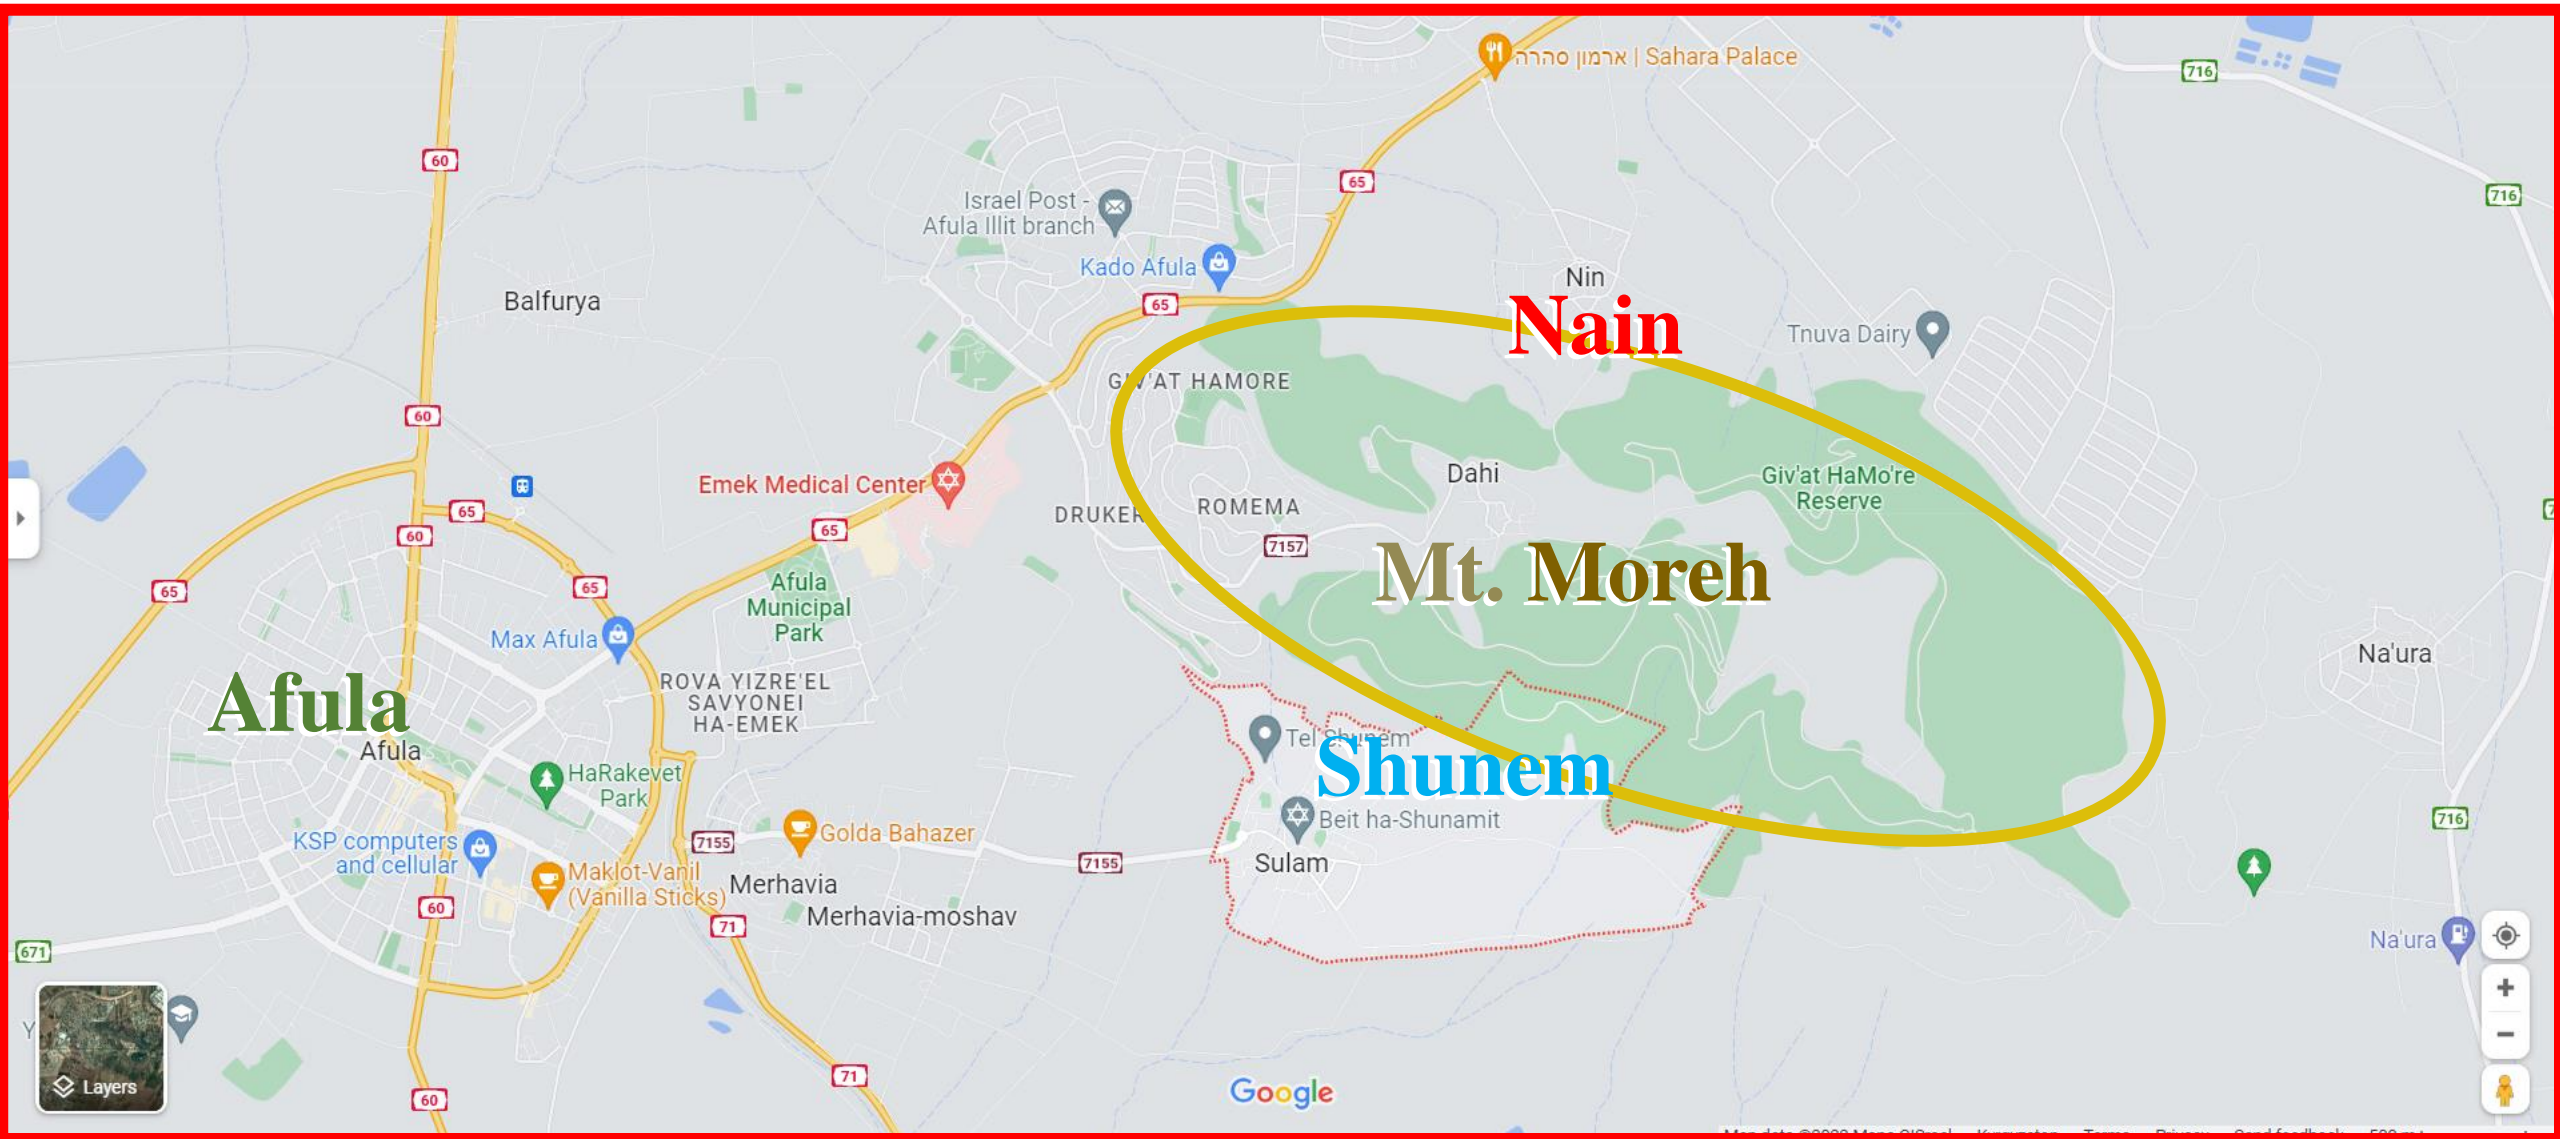 ארמון סהרה | Sahara Palace
716
60
65
716
Israel Post -
Afula Illit branch
Kado Afula
Nin
Balfurya
65
Nain
Tnuva Dairy
GIV'AT HAMORE
60
Dahi
Giv'at HaMo're
Reserve
Emek Medical Center
ROMEMA
DRUKER
65
65
60
7157
Mt. Moreh
65
65
Afula
Municipal
Park
Max Afula
Na'ura
ROVA YIZRE'EL
SAVYONEI
HA-EMEK
Afula
Afula
Tel Shunem
Shunem
HaRakevet
Park
Beit ha-Shunamit
716
Golda Bahazer
KSP computers
and cellular
7155
7155
Sulam
Maklot-Vanil
(Vanilla Sticks)
Merhavia
60
Merhavia-moshav
71
Na'ura
671
Layers
71
60
Google